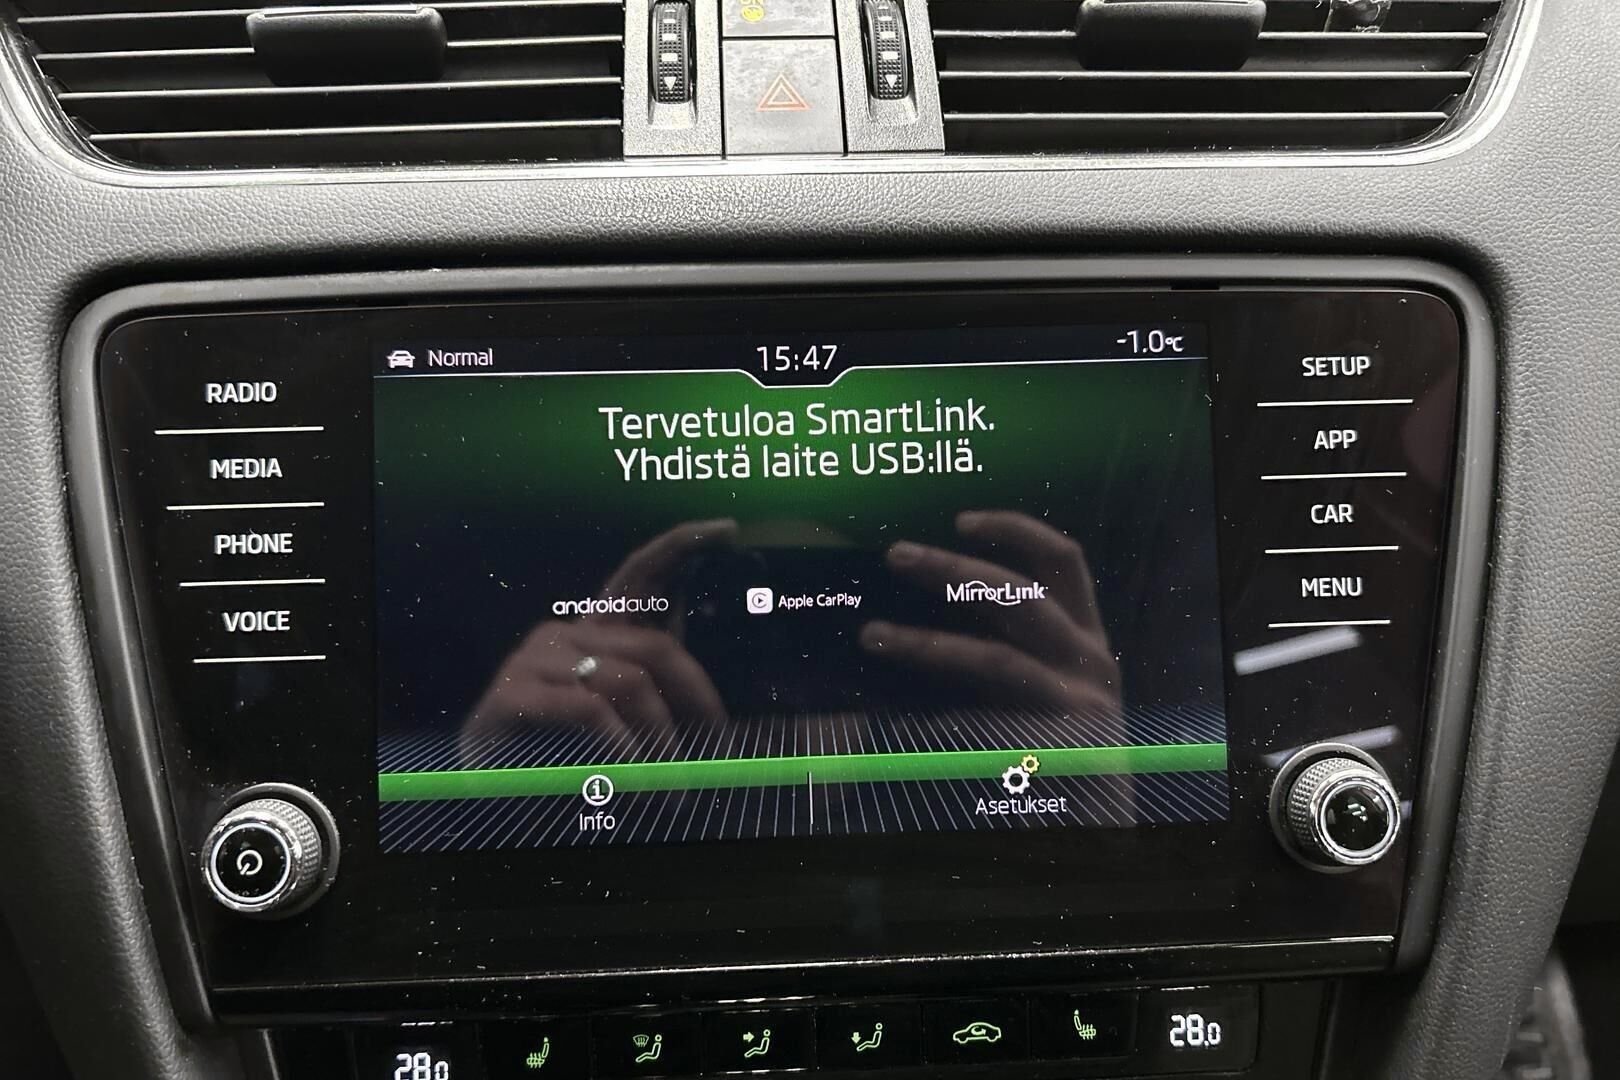 Normal
15:47
-1.0°C
RADIO
MEDIA
PHONE
VOICE
Tervetuloa SmartLink.
Yhdistä laite USB:llä.
androidauto
Apple CarPlay
MirrorLink
Info
Asetukset
SETUP
APP
CAR
MENU
28.0
28.0